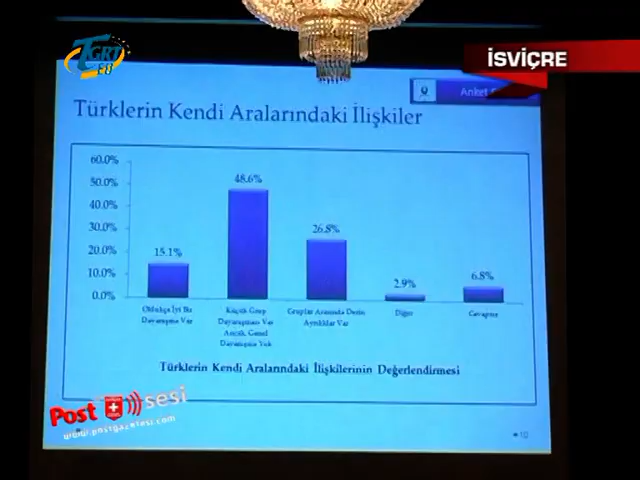 TGRT
EU
İSVİÇRE
Anket
Türklerin Kendi Aralarındaki İlişkiler
60.0%
50.0%
40.0%
30.0%
20.0%
10.0%
0.0%
15.1%
48.6%
26.8%
2.9%
6.8%
Oldukça İyi Bir
Dayanışma Var
Küçük Grup
Dayanışması Var
Ancak, Genel
Dayanışma Yok
Gruplar Arasında Derin
Ayrılıklar Var
Diğer
Cevapsız
Türklerin Kendi Aralarındaki İlişkilerinin Değerlendirmesi
Post sesi
www.postgazetesi.com
10